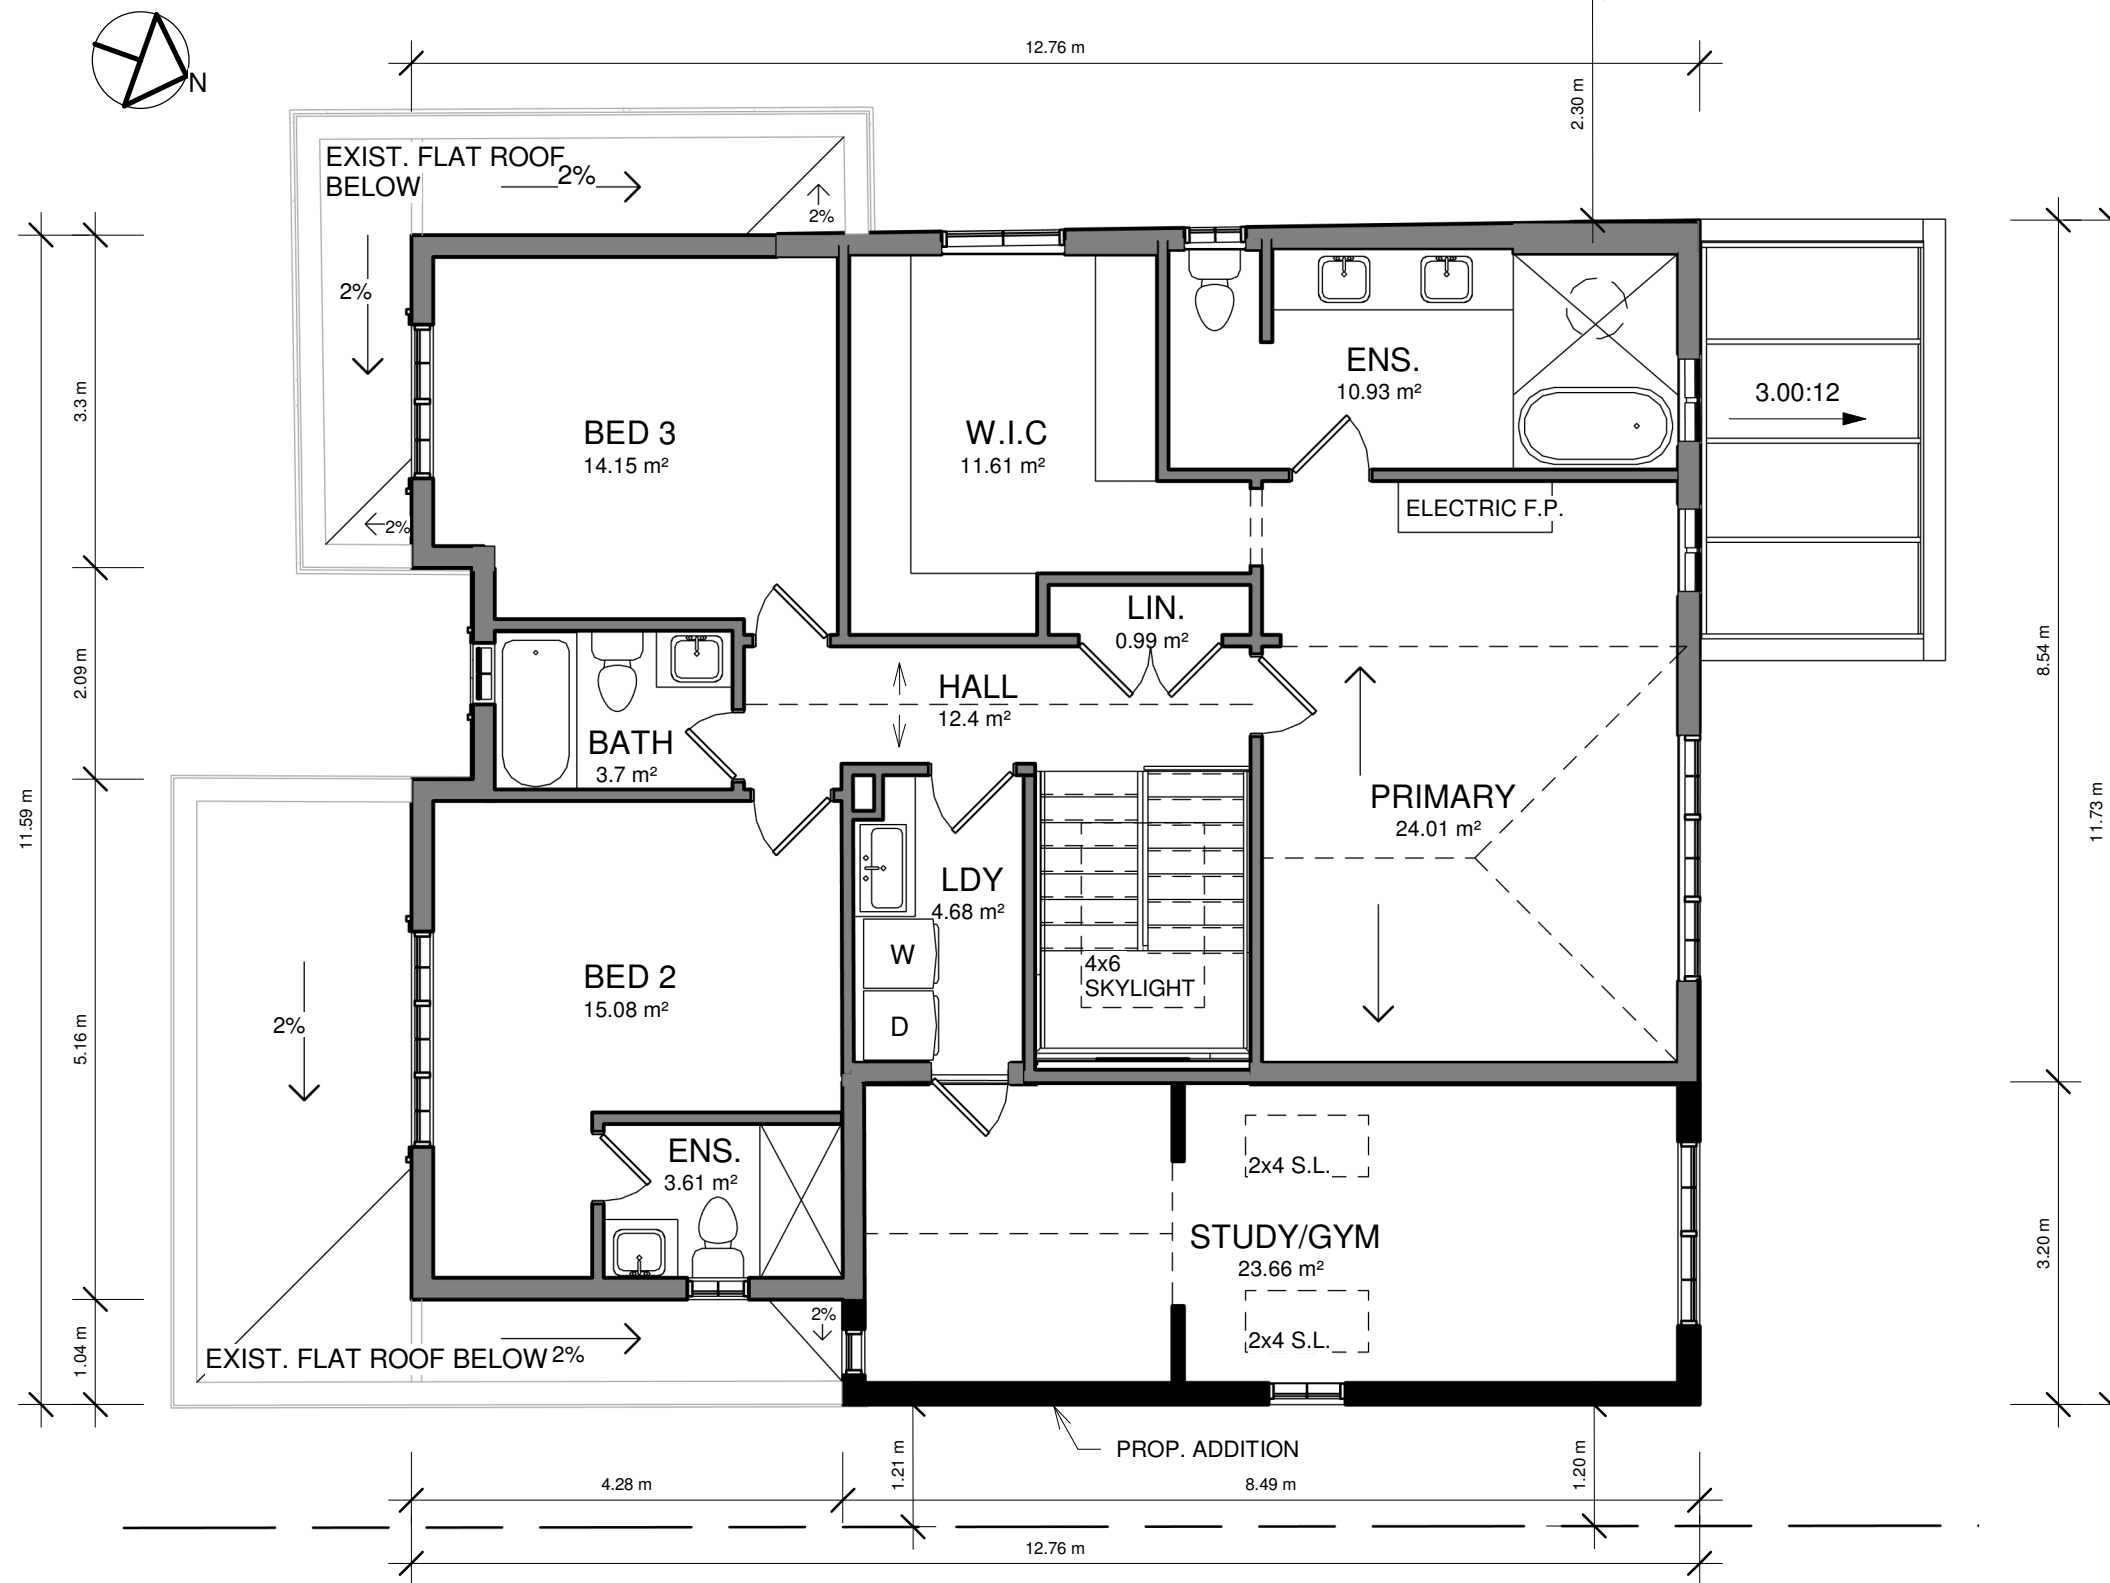 12.76 m
N
2.30 m
EXIST. FLAT ROOF
BELOW
2%
2%
2%
2%
3.3 m
2.09 m
11.59 m
5.16 m
1.04 m
BED 3
14.15 m²
W.I.C
11.61 m²
ENS.
10.93 m²
3.00:12
ELECTRIC F.P.
LIN.
0.99 m²
HALL
12.4 m²
BATH
3.7 m²
8.54 m
11.73 m
3.20 m
PRIMARY
24.01 m²
LDY
4.68 m²
W
D
4x6
SKYLIGHT
BED 2
15.08 m²
2%
ENS.
3.61 m²
2x4 S.L.
STUDY/GYM
23.66 m²
2x4 S.L.
2%
EXIST. FLAT ROOF BELOW
2%
PROP. ADDITION
1.21 m
1.20 m
4.28 m
8.49 m
12.76 m